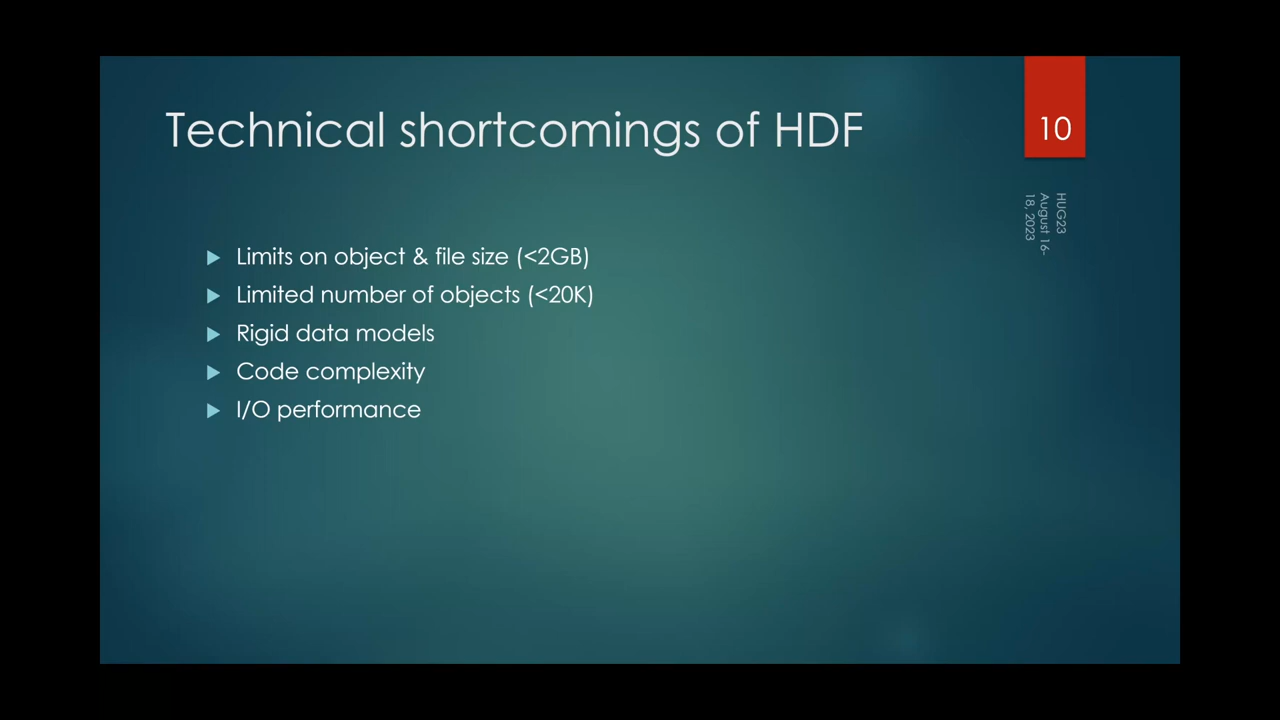 Technical shortcomings of HDF
10
HUG23
August 16-
18, 2023
Limits on object & file size (<2GB)
Limited number of objects (<20K)
Rigid data models
Code complexity
I/O performance